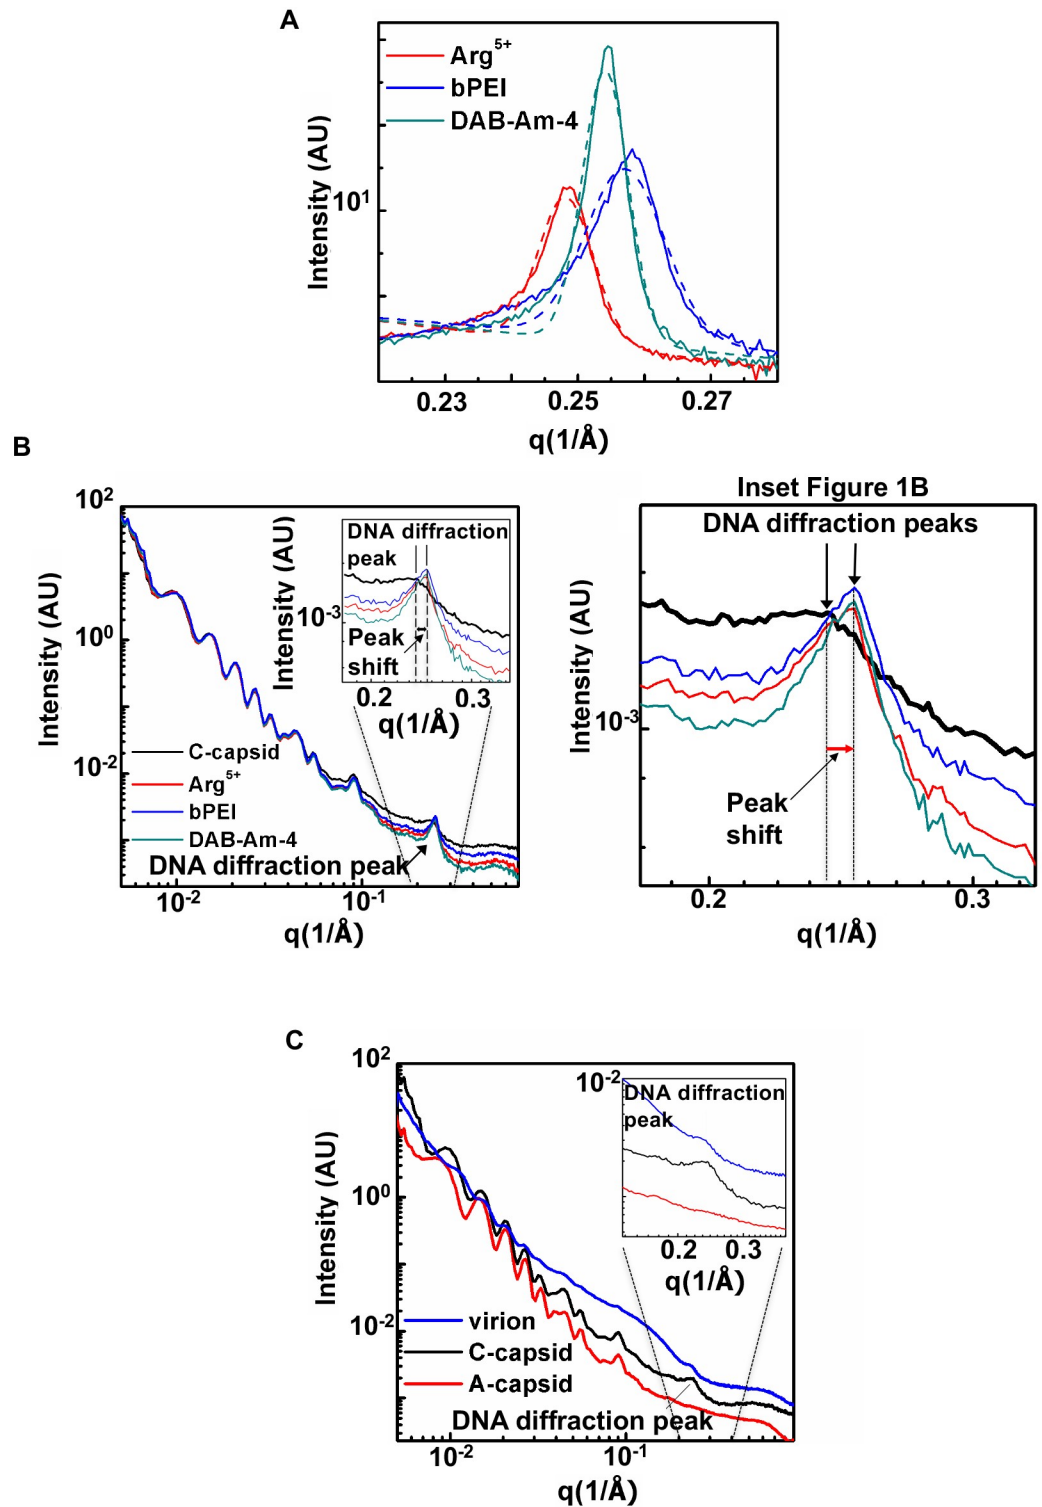 A
Arg⁵⁺
bPEI
DAB-Am-4
Intensity (AU)
10¹
0.23 0.25 0.27
q(1/Å)
B
10²
10⁰
10⁻²
Intensity (AU)
C-capsid
Arg⁵⁺
bPEI
DAB-Am-4
DNA diffraction peak
10⁻² 10⁻¹
q(1/Å)
DNA diffraction
peak
Intensity (AU)
10⁻³
Peak
shift
0.2 0.3
q(1/Å)
Inset Figure 1B
DNA diffraction peaks
Intensity (AU)
10⁻³
Peak
shift
0.2 0.3
q(1/Å)
C
10²
10⁰
10⁻²
Intensity (AU)
virion
C-capsid
A-capsid
DNA diffraction peak
10⁻² 10⁻¹
q(1/Å)
10⁻²
DNA diffraction
peak
0.2 0.3
q(1/Å)